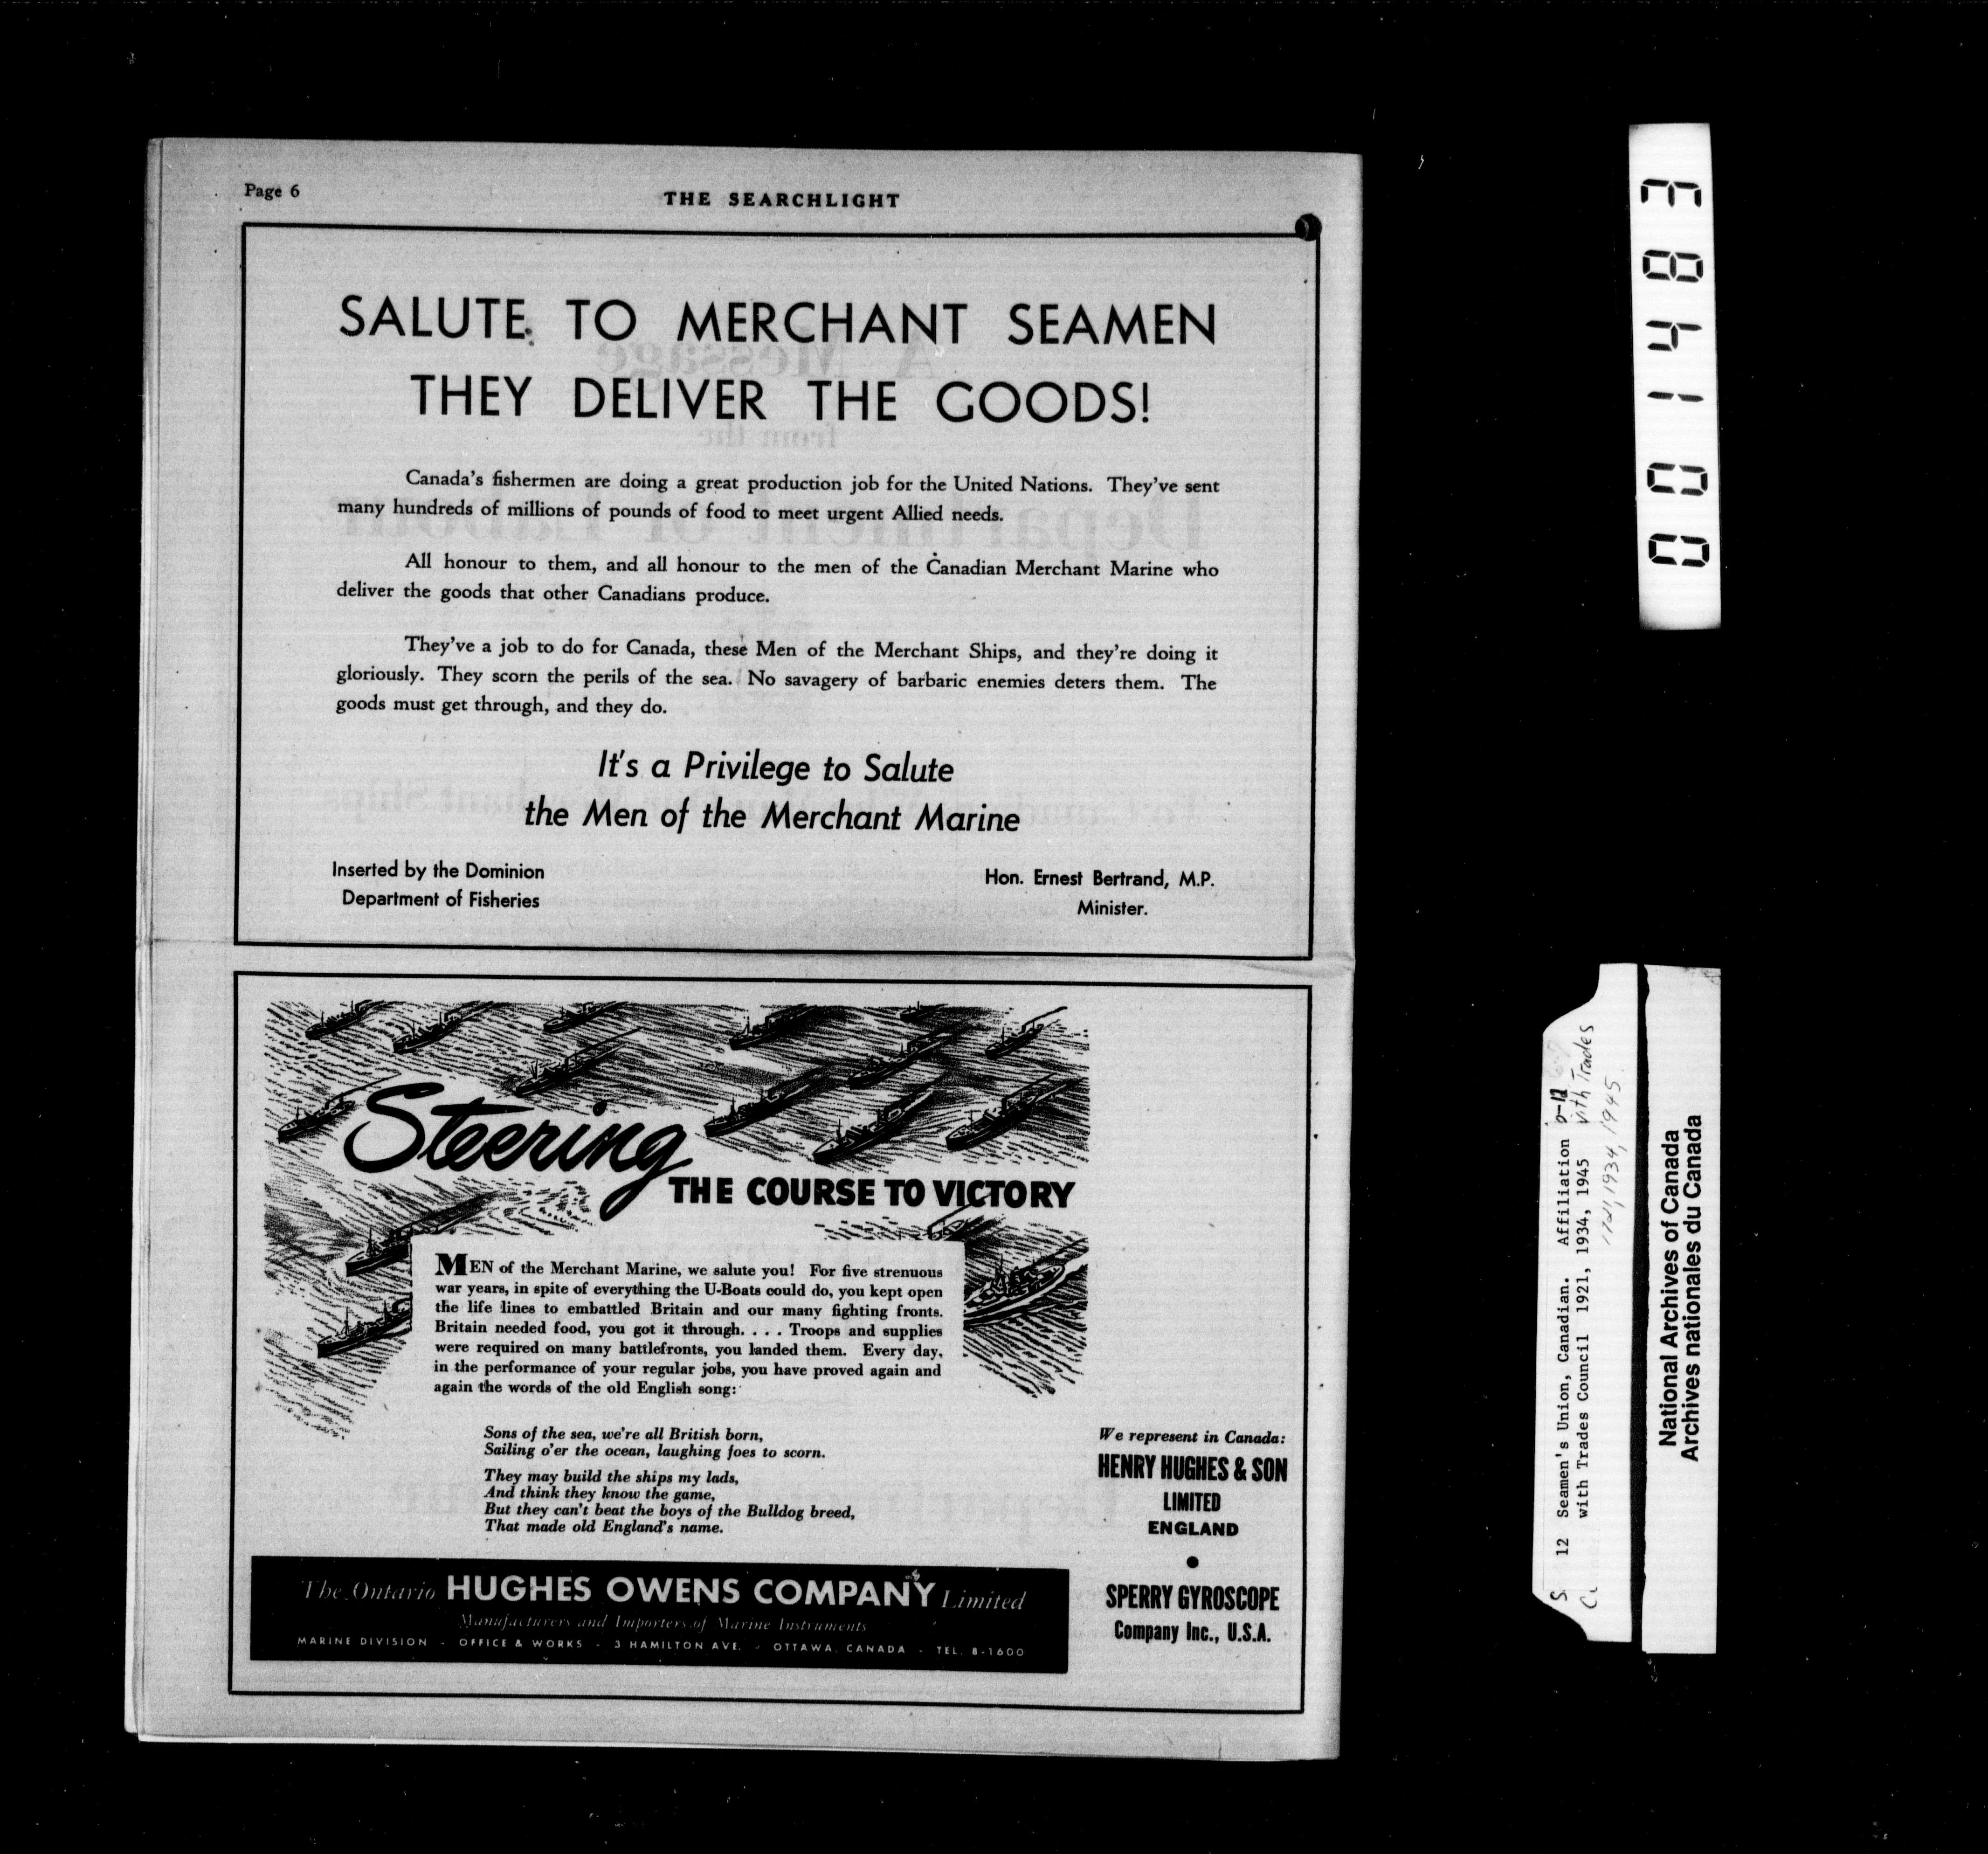 Page 6
THE SEARCHLIGHT
SALUTE TO MERCHANT SEAMEN
THEY DELIVER THE GOODS!
Canada's fishermen are doing a great production job for the United Nations. They've sent
many hundreds of millions of pounds of food to meet urgent Allied needs.
All honour to them, and all honour to the men of the Canadian Merchant Marine who
deliver the goods that other Canadians produce.
They've a job to do for Canada, these Men of the Merchant Ships, and they're doing it
gloriously. They scorn the perils of the sea. No savagery of barbaric enemies deters them. The
goods must get through, and they do.
It's a Privilege to Salute
the Men of the Merchant Marine
Inserted by the Dominion
Department of Fisheries
Hon. Ernest Bertrand, M.P.
Minister.
Steering
THE COURSE TO VICTORY
MEN of the Merchant Marine, we salute you! For five strenuous
war years, in spite of everything the U-Boats could do, you kept open
the life lines to embattled Britain and our many fighting fronts.
Britain needed food, you got it through. . . . Troops and supplies
were required on many battlefronts, you landed them. Every day,
in the performance of your regular jobs, you have proved again and
again the words of the old English song:
Sons of the sea, we're all British born,
Sailing o'er the ocean, laughing foes to scorn.
They may build the ships my lads,
And think they know the game,
But they can't beat the boys of the Bulldog breed,
That made old England's name.
The Ontario HUGHES OWENS COMPANY Limited
Manufacturers and Importers of Marine Instruments
MARINE DIVISION - OFFICE & WORKS - 3 HAMILTON AVE. - OTTAWA, CANADA - TEL. 8-1600
We represent in Canada:
HENRY HUGHES & SON
LIMITED
ENGLAND
SPERRY GYROSCOPE
Company Inc., U.S.A.
001483
S 12 Seamen's Union, Canadian. Affiliation
with Trades Council 1921, 1934, 1945
with Trades
1934, 1945
National Archives of Canada
Archives nationales du Canada